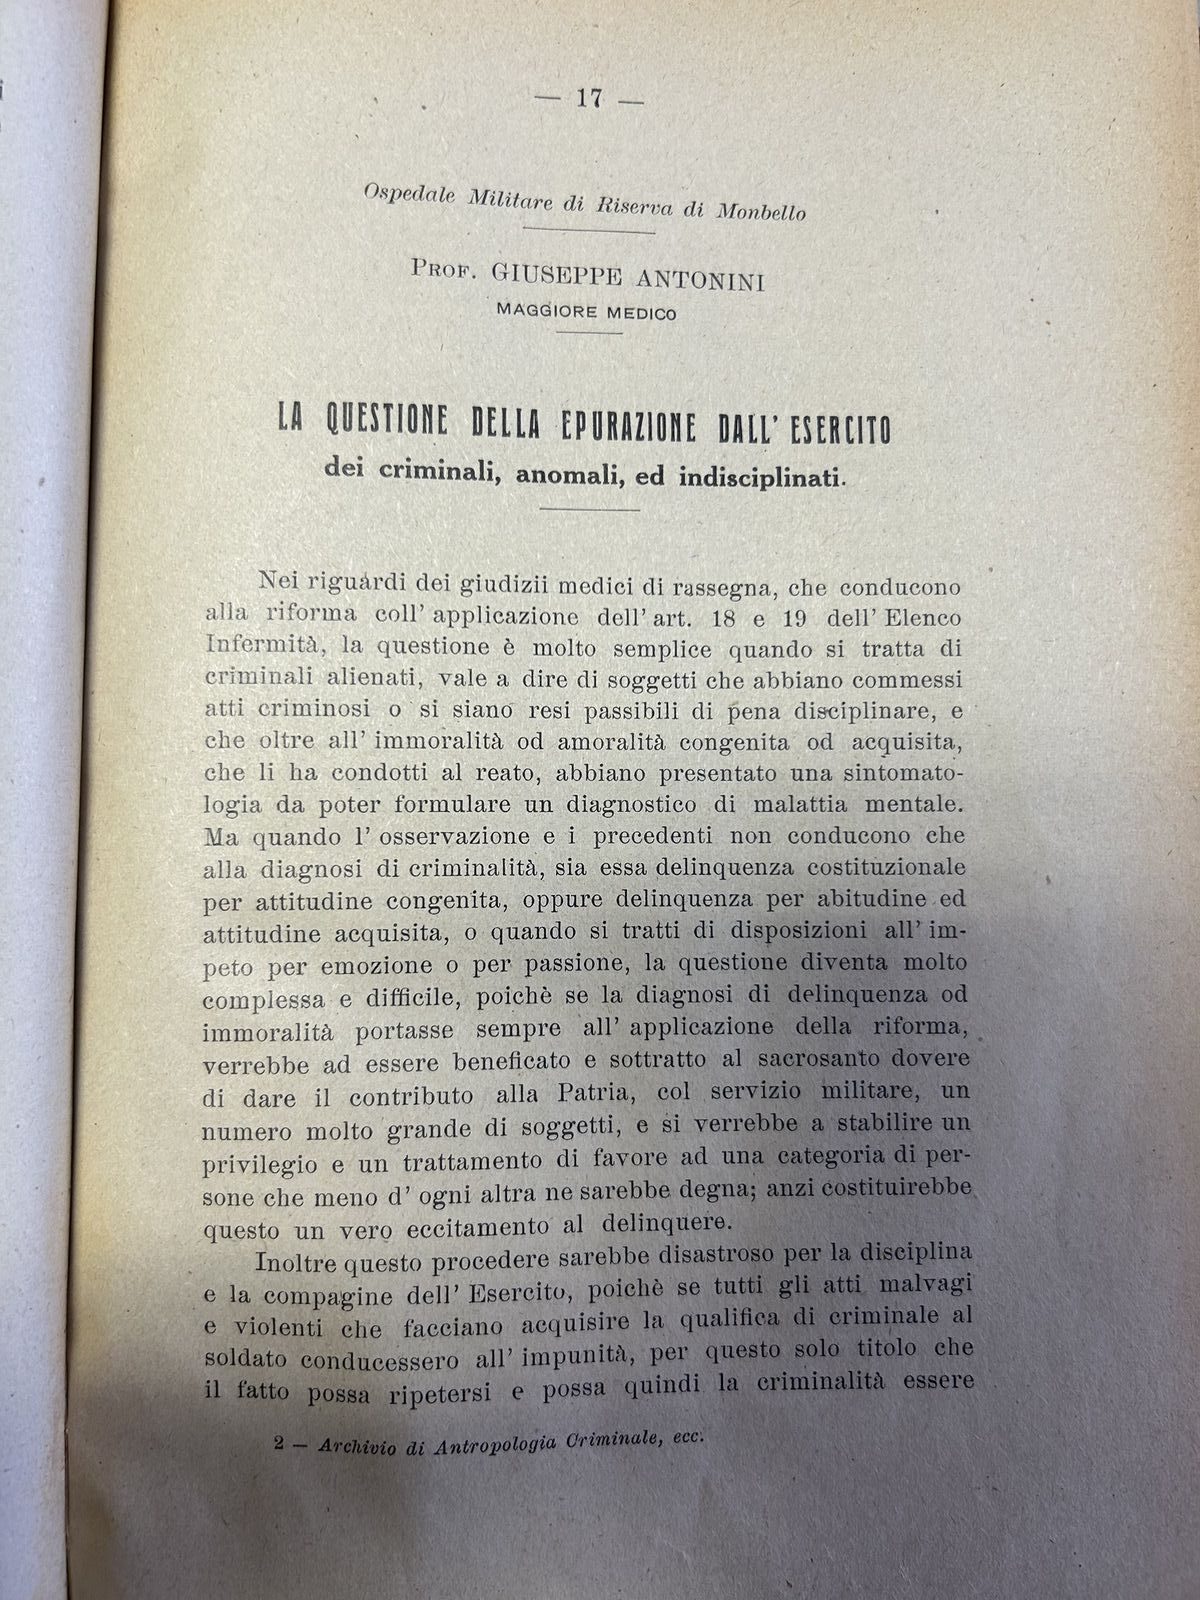 — 17 —
Ospedale Militare di Riserva di Monbello
PROF. GIUSEPPE ANTONINI
MAGGIORE MEDICO
LA QUESTIONE DELLA EPURAZIONE DALL' ESERCITO
dei criminali, anomali, ed indisciplinati.
Nei riguardi dei giudizii medici di rassegna, che conducono
alla riforma coll' applicazione dell' art. 18 e 19 dell' Elenco
Infermità, la questione è molto semplice quando si tratta di
criminali alienati, vale a dire di soggetti che abbiano commessi
atti criminosi o si siano resi passibili di pena disciplinare, e
che oltre all' immoralità od amoralità congenita od acquisita,
che li ha condotti al reato, abbiano presentato una sintomato-
logia da poter formulare un diagnostico di malattia mentale.
Ma quando l' osservazione e i precedenti non conducono che
alla diagnosi di criminalità, sia essa delinquenza costituzionale
per attitudine congenita, oppure delinquenza per abitudine ed
attitudine acquisita, o quando si tratti di disposizioni all' im-
peto per emozione o per passione, la questione diventa molto
complessa e difficile, poichè se la diagnosi di delinquenza od
immoralità portasse sempre all' applicazione della riforma,
verrebbe ad essere beneficato e sottratto al sacrosanto dovere
di dare il contributo alla Patria, col servizio militare, un
numero molto grande di soggetti, e si verrebbe a stabilire un
privilegio e un trattamento di favore ad una categoria di per-
sone che meno d' ogni altra ne sarebbe degna; anzi costituirebbe
questo un vero eccitamento al delinquere.
Inoltre questo procedere sarebbe disastroso per la disciplina
e la compagine dell' Esercito, poichè se tutti gli atti malvagi
e violenti che facciano acquisire la qualifica di criminale al
soldato conducessero all' impunità, per questo solo titolo che
il fatto possa ripetersi e possa quindi la criminalità essere
2 — Archivio di Antropologia Criminale, ecc.